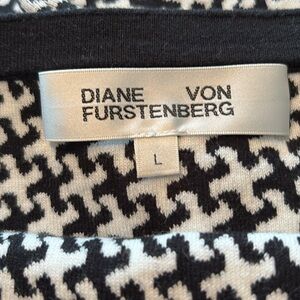 DIANE VON
FURSTENBERG
L